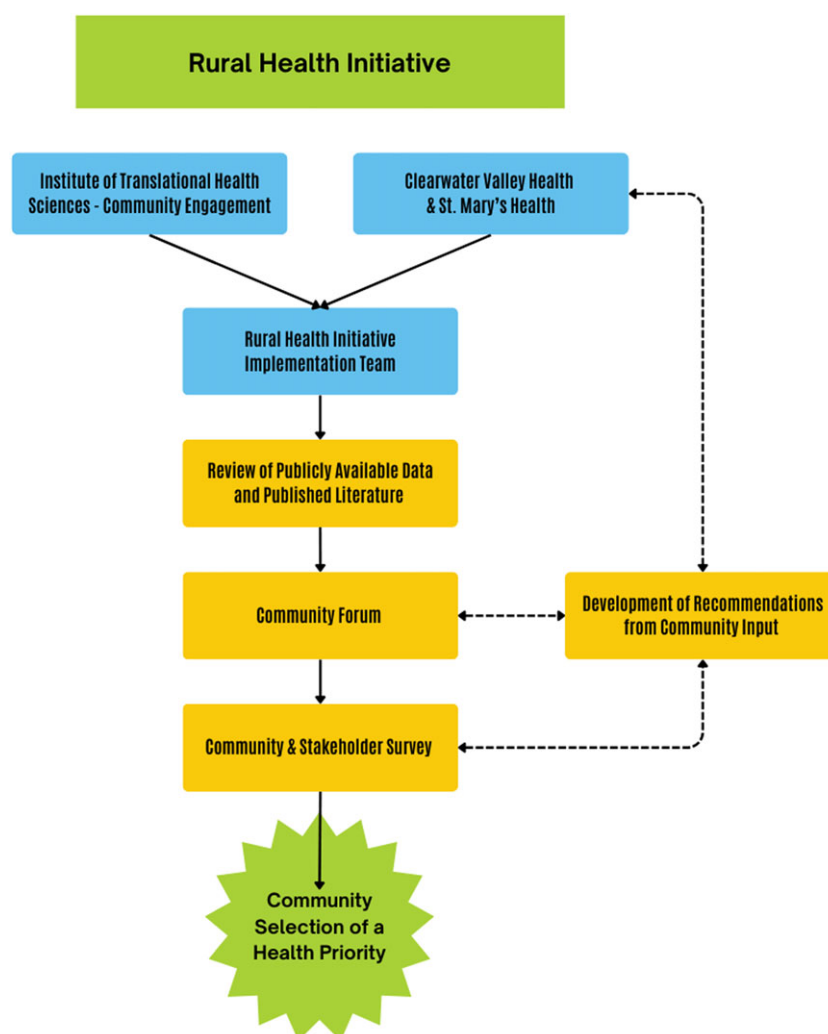 Rural Health Initiative
Institute of Translational Health
Sciences - Community Engagement
Clearwater Valley Health
& St. Mary's Health
Rural Health Initiative
Implementation Team
Review of Publicly Available Data
and Published Literature
Community Forum
Development of Recommendations
from Community Input
Community & Stakeholder Survey
Community
Selection of a
Health Priority